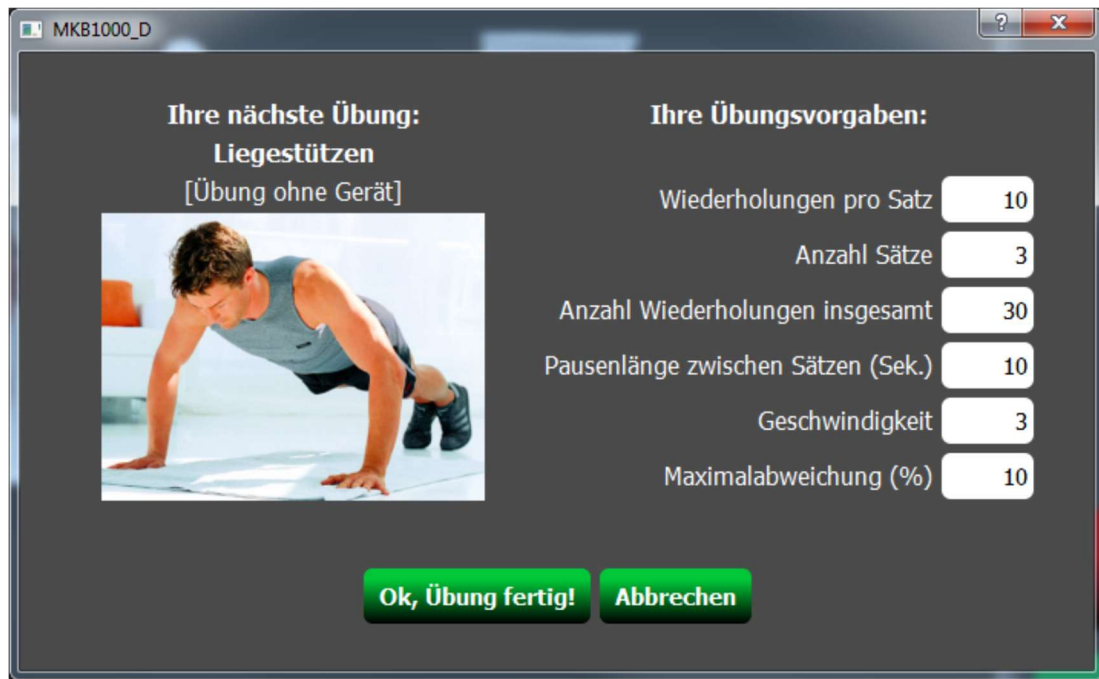 MKB1000_D
Ihre nächste Übung:
Liegestützen
[Übung ohne Gerät]
Ihre Übungsvorgaben:
Wiederholungen pro Satz 10
Anzahl Sätze 3
Anzahl Wiederholungen insgesamt 30
Pausenlänge zwischen Sätzen (Sek.) 10
Geschwindigkeit 3
Maximalabweichung (%) 10
Ok, Übung fertig! Abbrechen